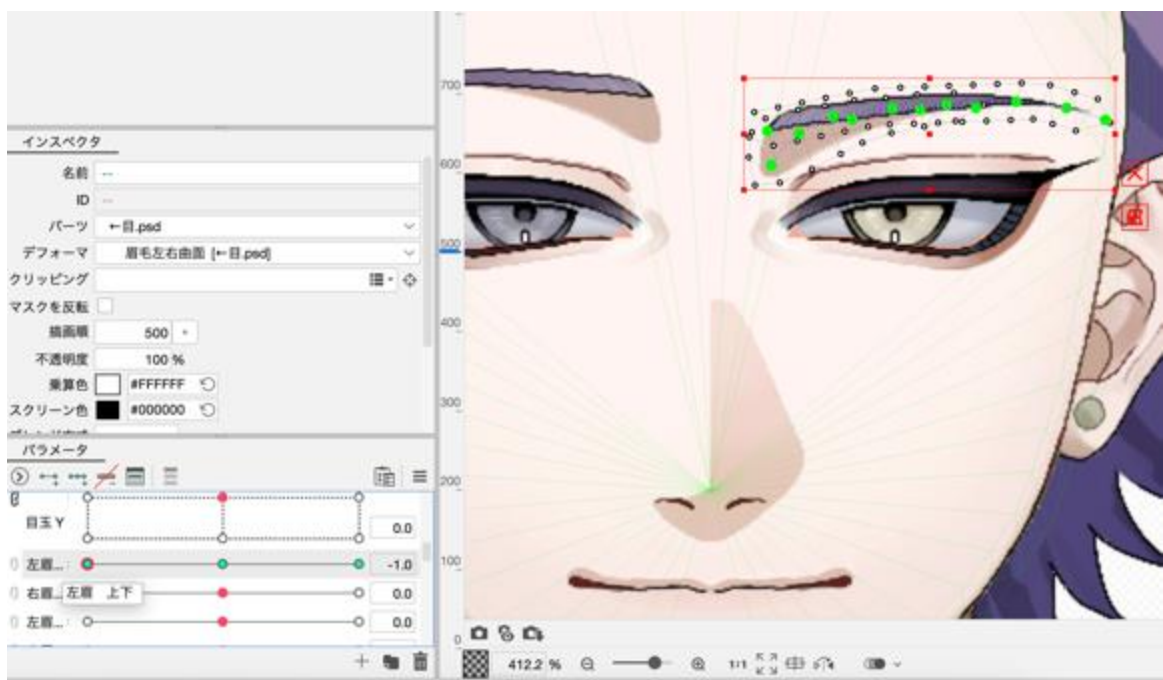 インスペクタ
名前 --
ID --
パーツ ←目.psd
デフォーマ 眉毛左右曲面 [←目.psd]
クリッピング
マスクを反転
描画順 500
不透明度 100 %
乗算色 #FFFFFF
スクリーン色 #000000
パラメータ
目玉 Y 0.0
左眉... -1.0
右眉... 0.0
左眉 上下
左眉... 0.0
700
600
500
400
300
200
100
0
412.2 %
1:1